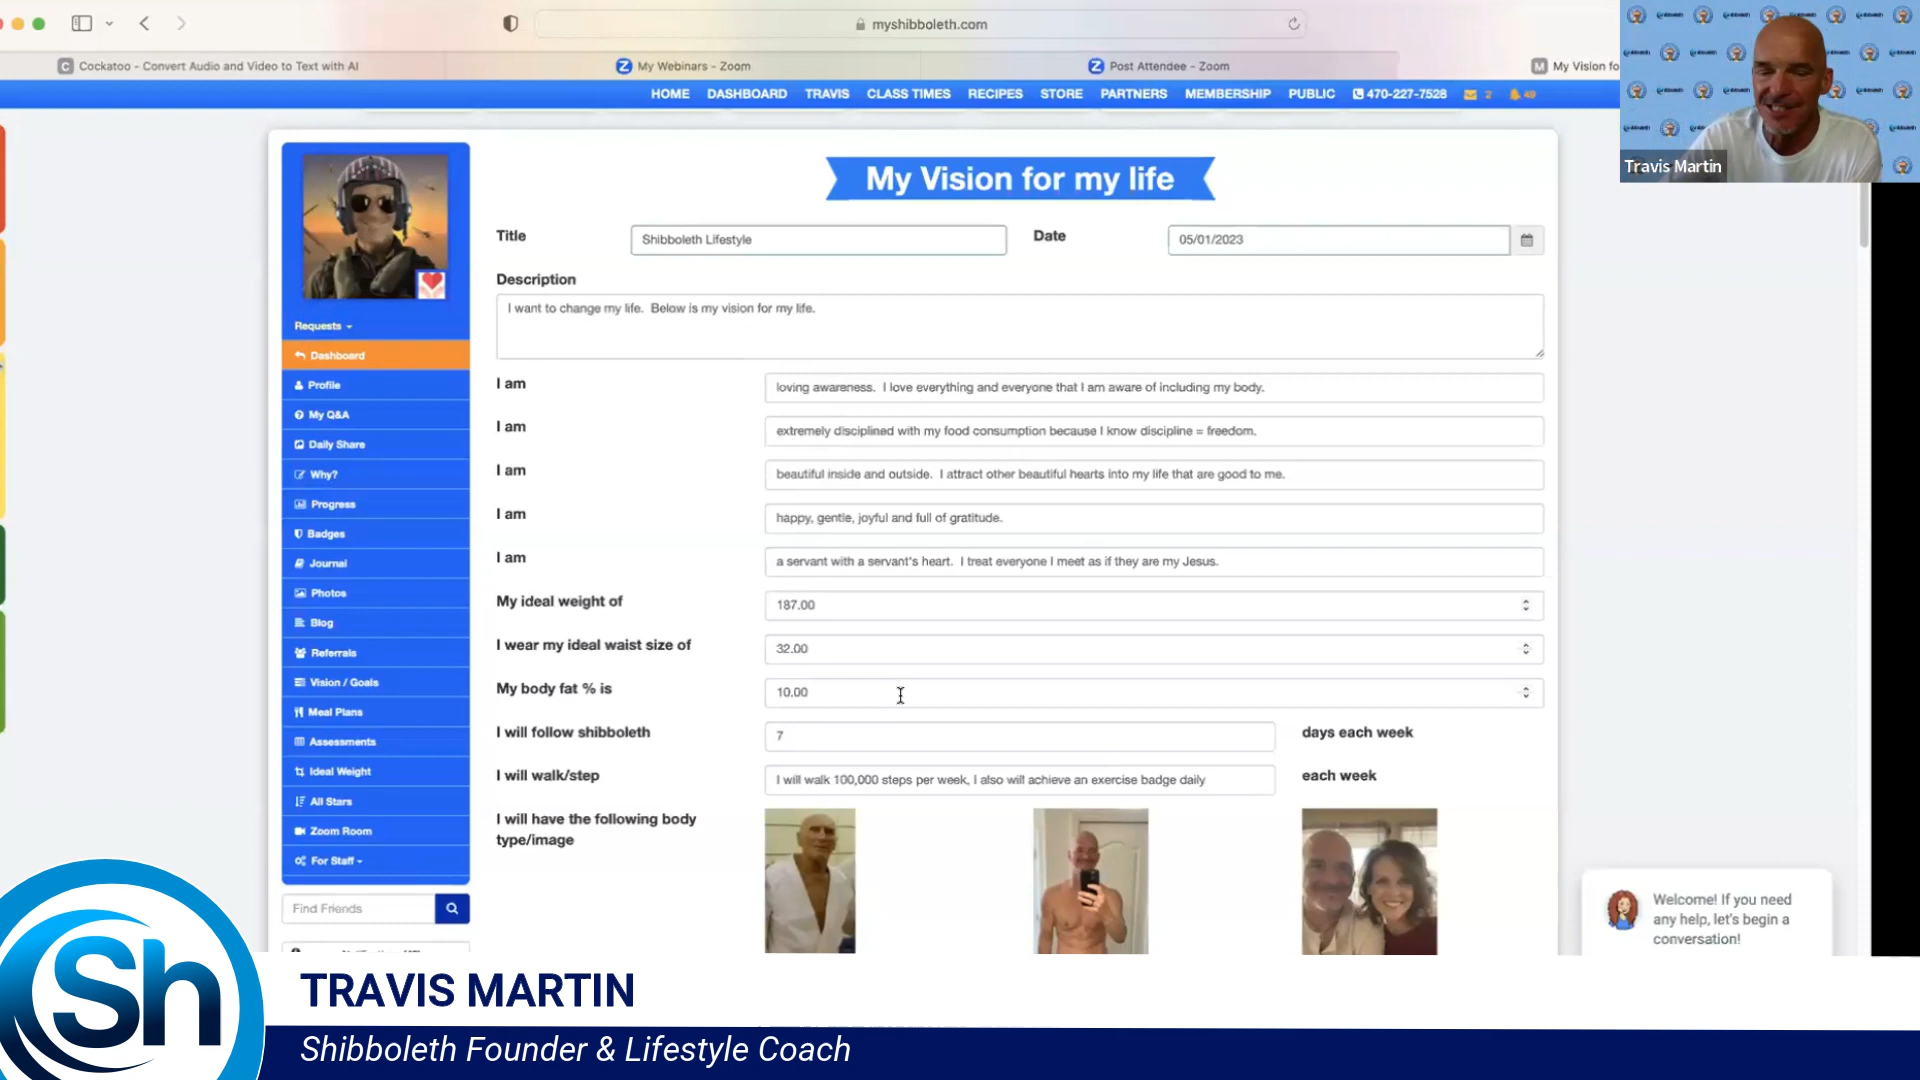 myshibboleth.com
Cockatoo - Convert Audio and Video to Text with AI
My Webinars - Zoom
Post Attendee - Zoom
My Vision fo
HOME DASHBOARD TRAVIS CLASS TIMES RECIPES STORE PARTNERS MEMBERSHIP PUBLIC 470-227-7528 2 49
Travis Martin
My Vision for my life
Title Shibboleth Lifestyle Date 05/01/2023
Description
I want to change my life. Below is my vision for my life.
I am loving awareness. I love everything and everyone that I am aware of including my body.
I am extremely disciplined with my food consumption because I know discipline = freedom.
I am beautiful inside and outside. I attract other beautiful hearts into my life that are good to me.
I am happy, gentle, joyful and full of gratitude.
I am a servant with a servant's heart. I treat everyone I meet as if they are my Jesus.
My ideal weight of 187.00
I wear my ideal waist size of 32.00
My body fat % is 10.00
I will follow shibboleth 7 days each week
I will walk/step I will walk 100,000 steps per week, I also will achieve an exercise badge daily each week
I will have the following body
type/image
Requests
Dashboard
Profile
My Q&A
Daily Share
Why?
Progress
Badges
Journal
Photos
Blog
Referrals
Vision / Goals
Meal Plans
Assessments
Ideal Weight
All Stars
Zoom Room
For Staff
Find Friends
Welcome! If you need
any help, let's begin a
conversation!
Sh
TRAVIS MARTIN
Shibboleth Founder & Lifestyle Coach